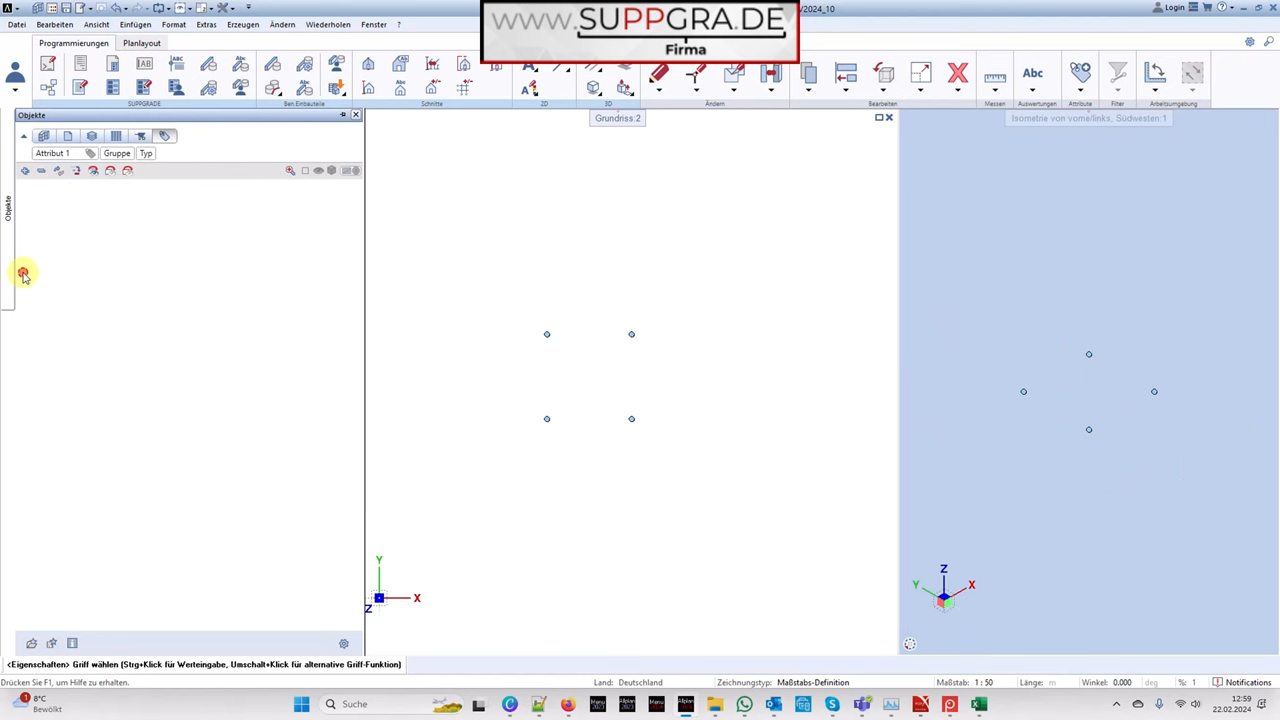 /2024_10
Login
Datei Bearbeiten Ansicht Einfügen Format Extras Erzeugen Ändern Wiederholen Fenster ?
www.SUPPGRA.DE
Firma
Programmierungen Planlayout
Abc
SUPPGRADE Ben.Einbauteile Schnitte 2D 3D Ändern Bearbeiten Messen Auswertungen Attribute Filter Arbeitsumgebung
Objekte
Grundriss:2
Isometrie von vorne/links, Südwesten:1
Attribut 1 Gruppe Typ
Objekte
Y
X
Z
Z
Y
X
<Eigenschaften> Griff wählen (Strg+Klick für Werteingabe, Umschalt+Klick für alternative Griff-Funktion)
Drücken Sie F1, um Hilfe zu erhalten.
Land: Deutschland Zeichnungstyp: Maßstabs-Definition Maßstab: 1 : 50 Länge: m Winkel: 0.000 deg %: 1 Notifications
8°C
Bewölkt
Suche
12:59
22.02.2024